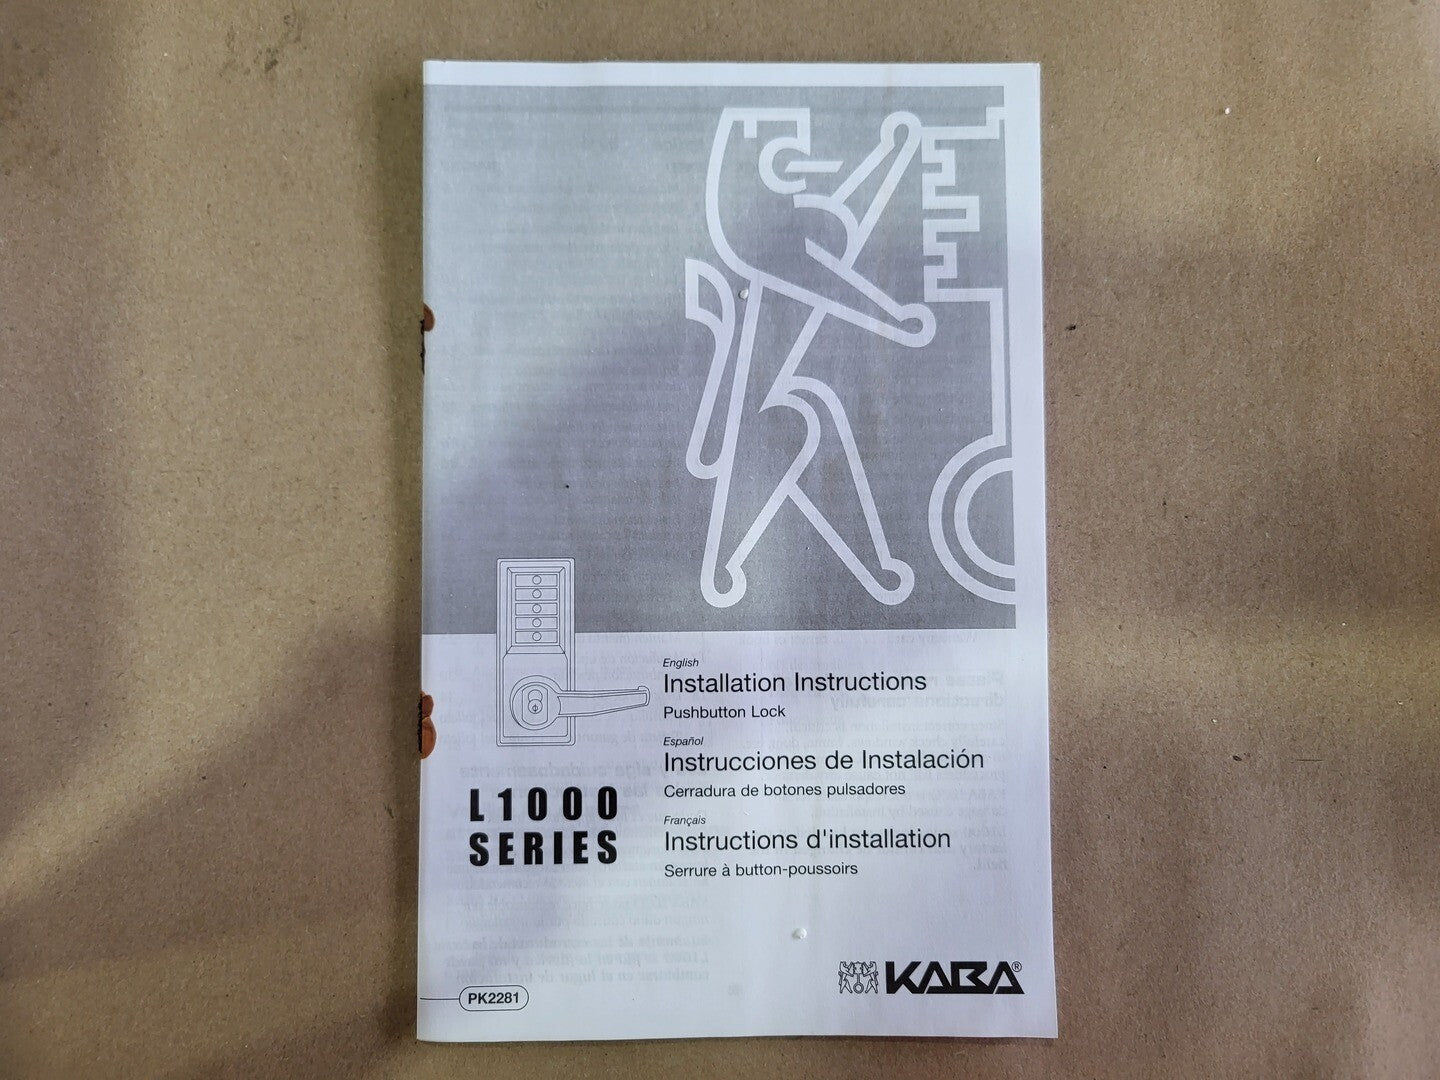 English
Installation Instructions
Pushbutton Lock
Español
Instrucciones de Instalación
Cerradura de botones pulsadores
Français
Instructions d'installation
Serrure à button-poussoirs
L1000
SERIES
PK2281
KABA®